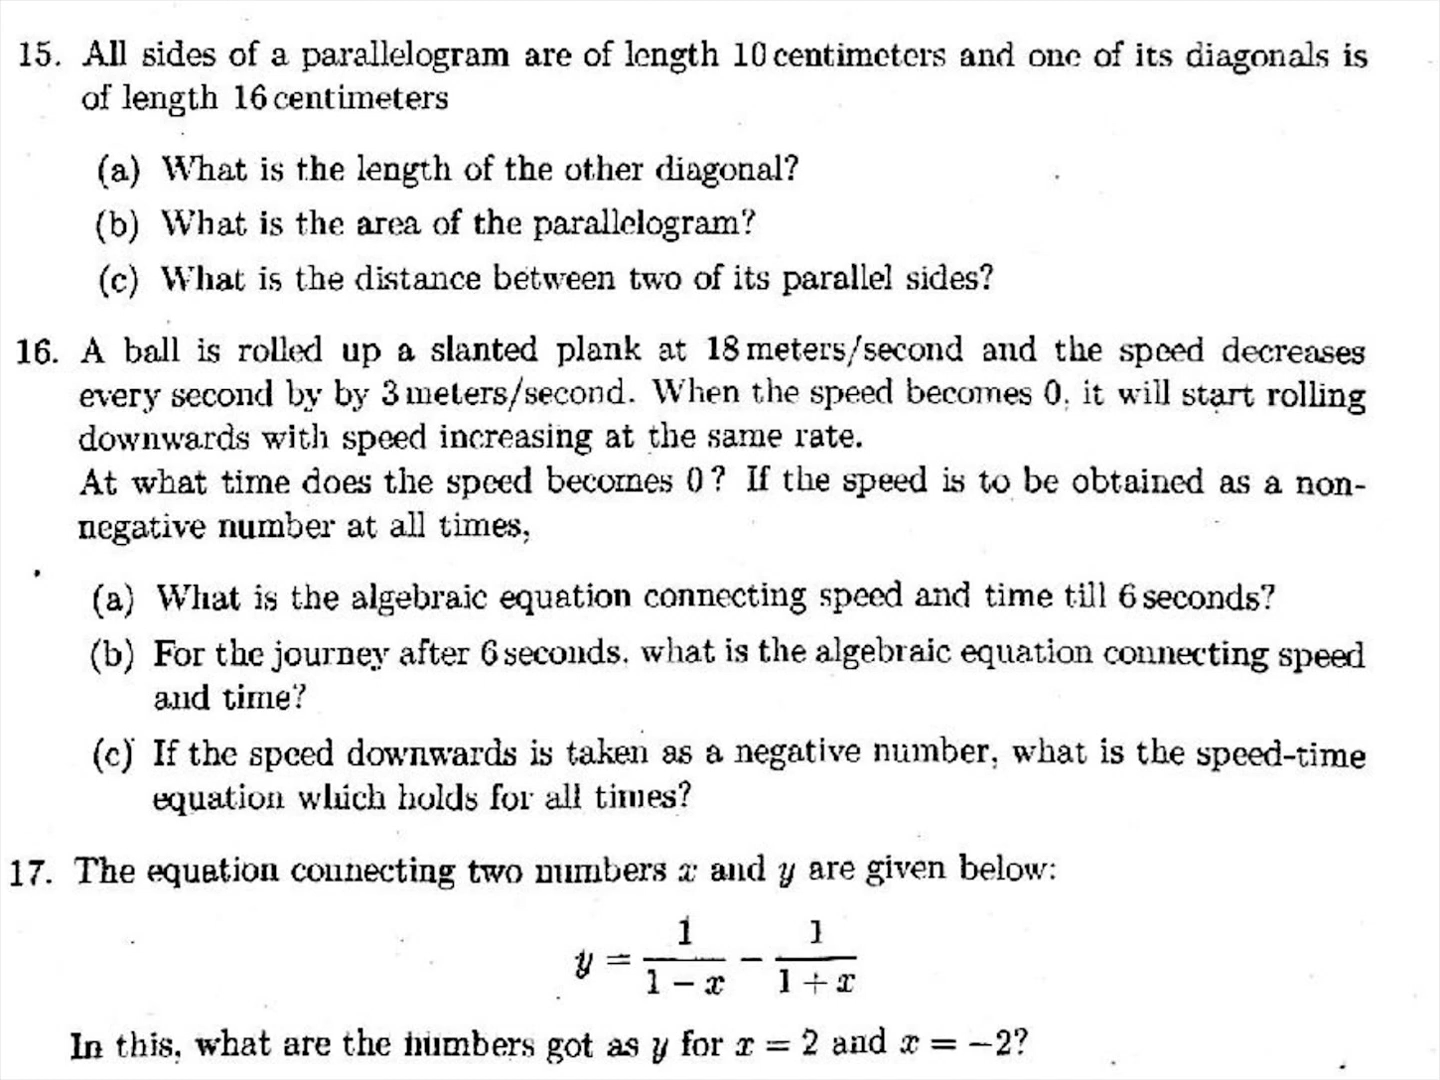 15. All sides of a parallelogram are of length 10 centimeters and one of its diagonals is
of length 16 centimeters
(a) What is the length of the other diagonal?
(b) What is the area of the parallelogram?
(c) What is the distance between two of its parallel sides?
16. A ball is rolled up a slanted plank at 18 meters/second and the speed decreases
every second by by 3 meters/second. When the speed becomes 0, it will start rolling
downwards with speed increasing at the same rate.
At what time does the speed becomes 0? If the speed is to be obtained as a non-
negative number at all times,
(a) What is the algebraic equation connecting speed and time till 6 seconds?
(b) For the journey after 6 seconds, what is the algebraic equation connecting speed
and time?
(c) If the speed downwards is taken as a negative number, what is the speed-time
equation which holds for all times?
17. The equation connecting two numbers x and y are given below:
y = 1/(1 − x) − 1/(1 + x)
In this, what are the numbers got as y for x = 2 and x = −2?